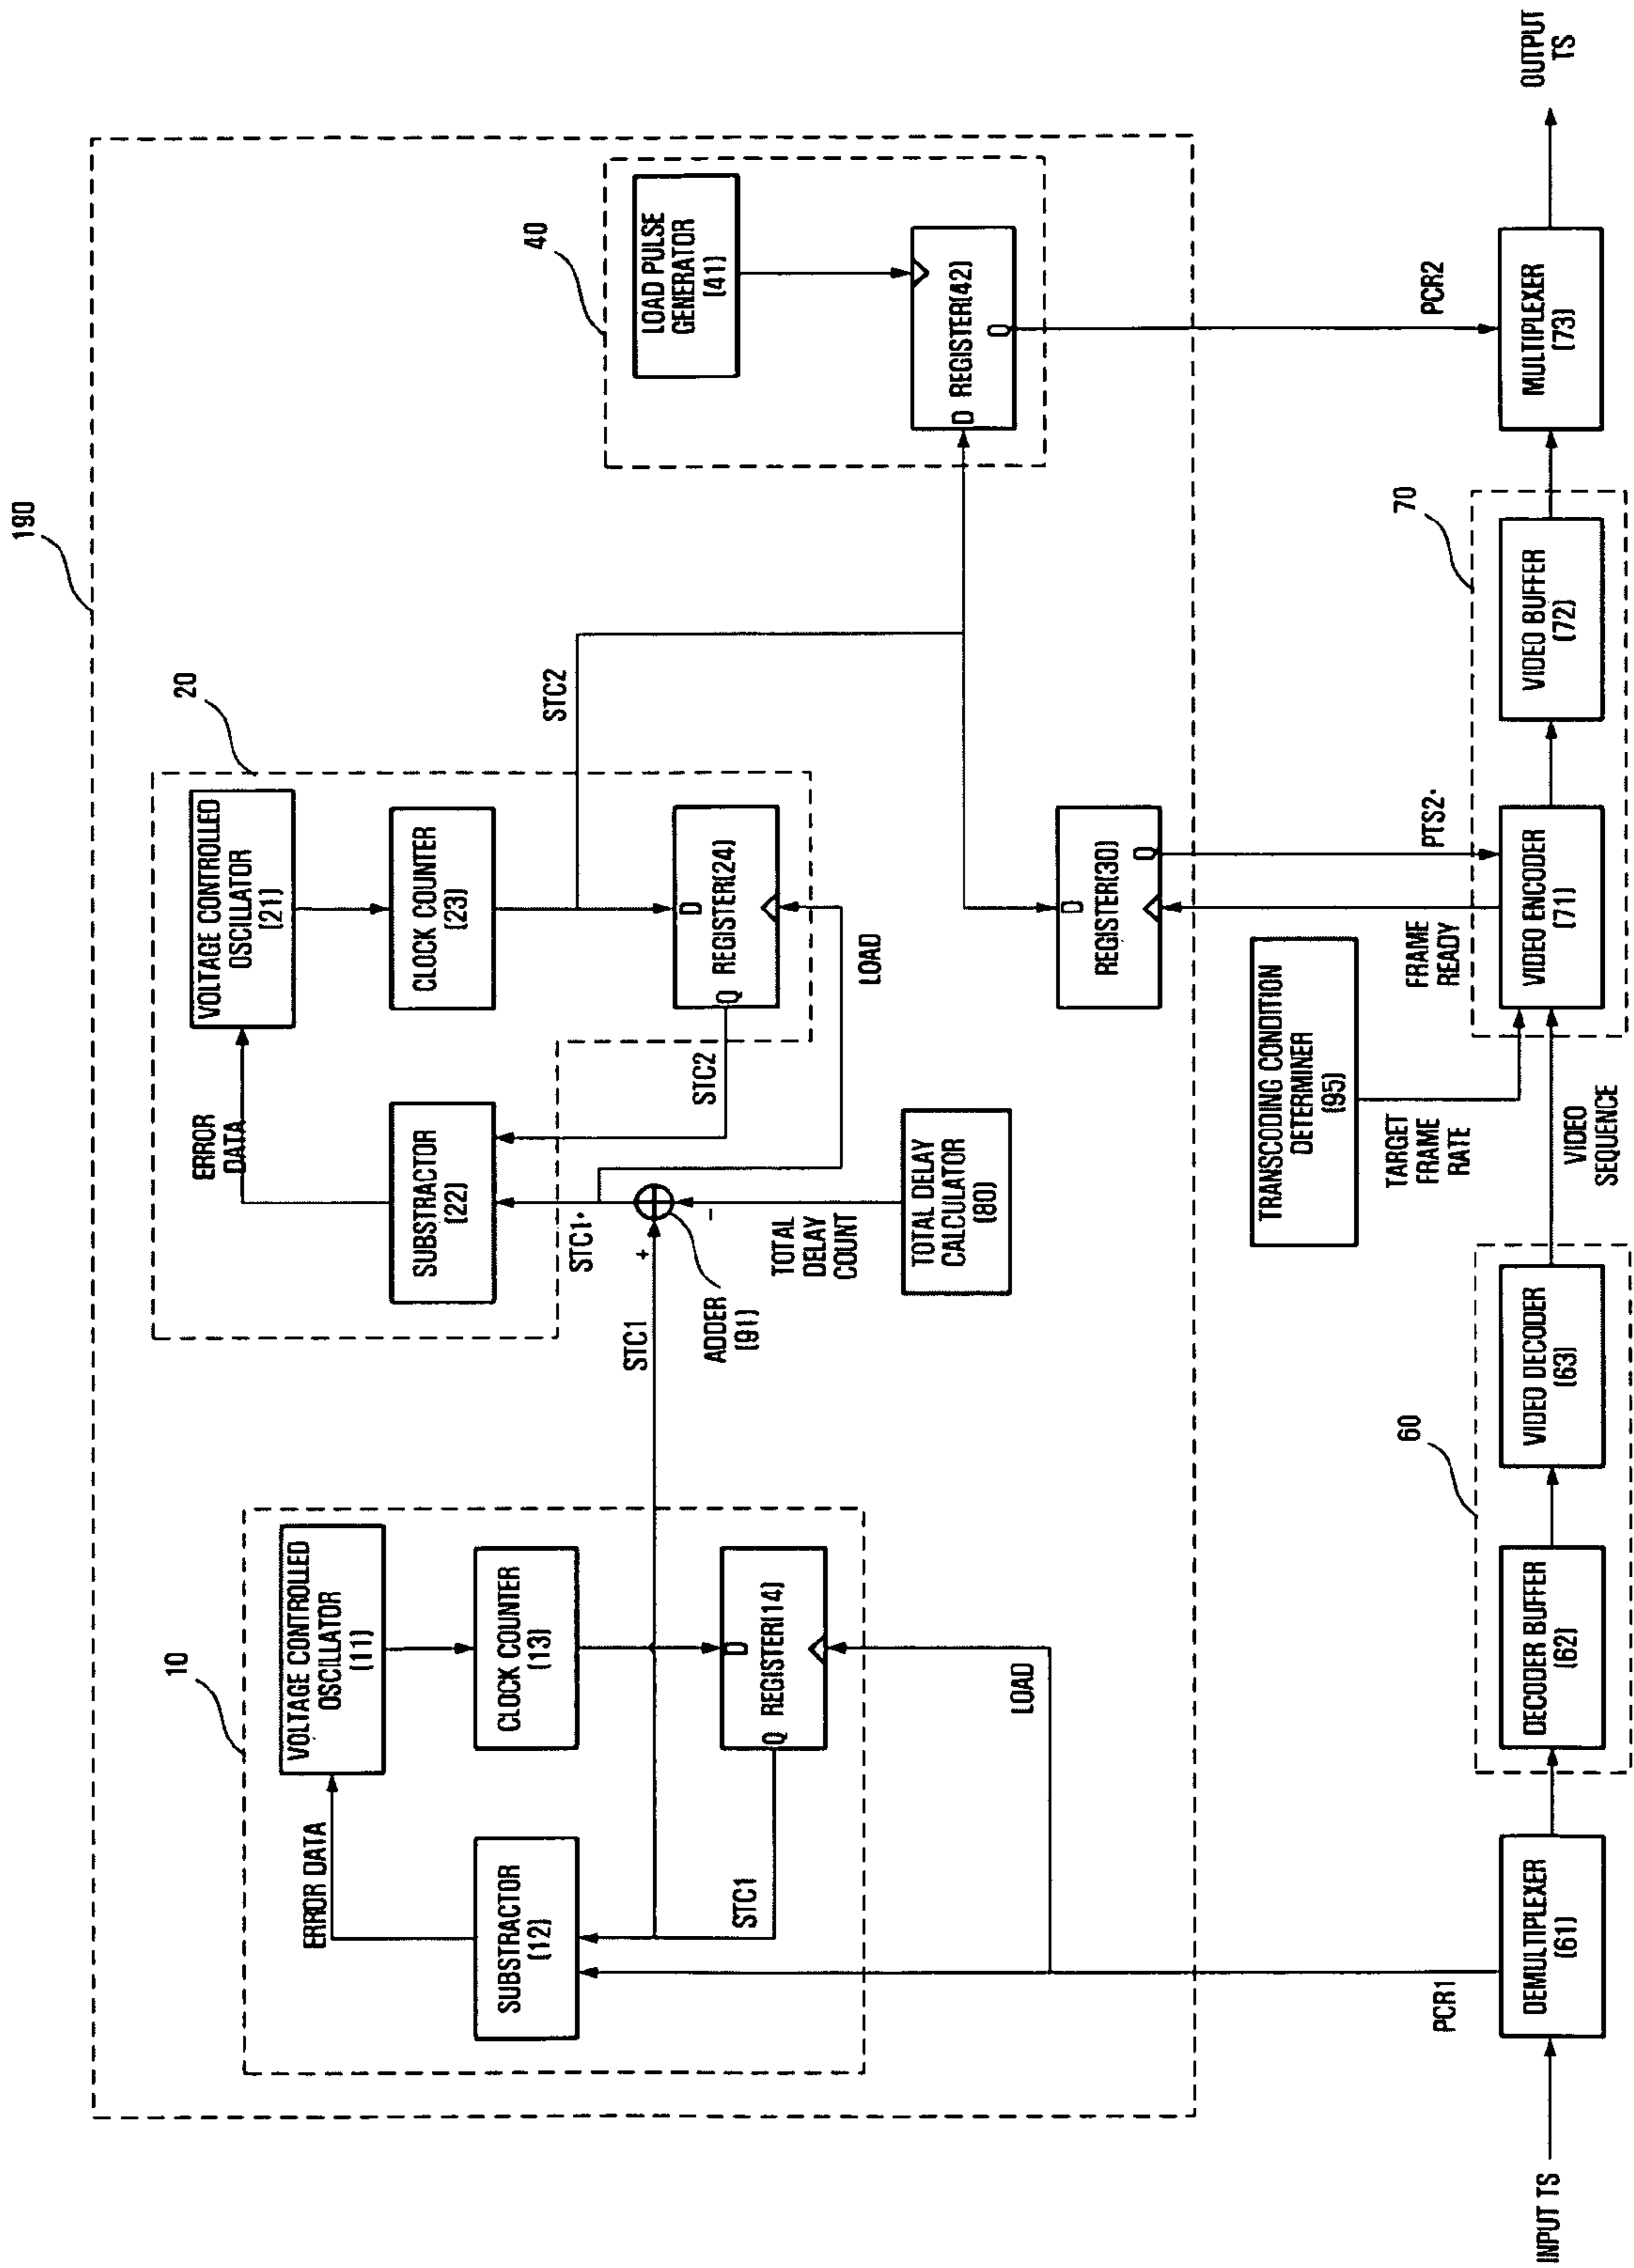 190
10
VOLTAGE CONTROLLED
OSCILLATOR
(11)
ERROR DATA
SUBSTRACTOR
(12)
CLOCK COUNTER
(13)
D
Q REGISTER(14)
STC1
LOAD
PCR1
20
VOLTAGE CONTROLLED
OSCILLATOR
(21)
ERROR
DATA
SUBSTRACTOR
(22)
CLOCK COUNTER
(23)
D
Q REGISTER(24)
STC2
STC2
LOAD
STC1'
STC1
+
-
ADDER
(91)
TOTAL
DELAY
COUNT
TOTAL DELAY
CALCULATOR
(80)
40
LOAD PULSE
GENERATOR
(41)
D REGISTER(42)
Q
PCR2
D
REGISTER(30)
Q
PTS2'
FRAME
READY
TRANSCODING CONDITION
DETERMINER
(95)
TARGET
FRAME
RATE
INPUT TS
DEMULTIPLEXER
(61)
60
DECODER BUFFER
(62)
VIDEO DECODER
(63)
VIDEO
SEQUENCE
70
VIDEO ENCODER
(71)
VIDEO BUFFER
(72)
MULTIPLEXER
(73)
OUTPUT
TS